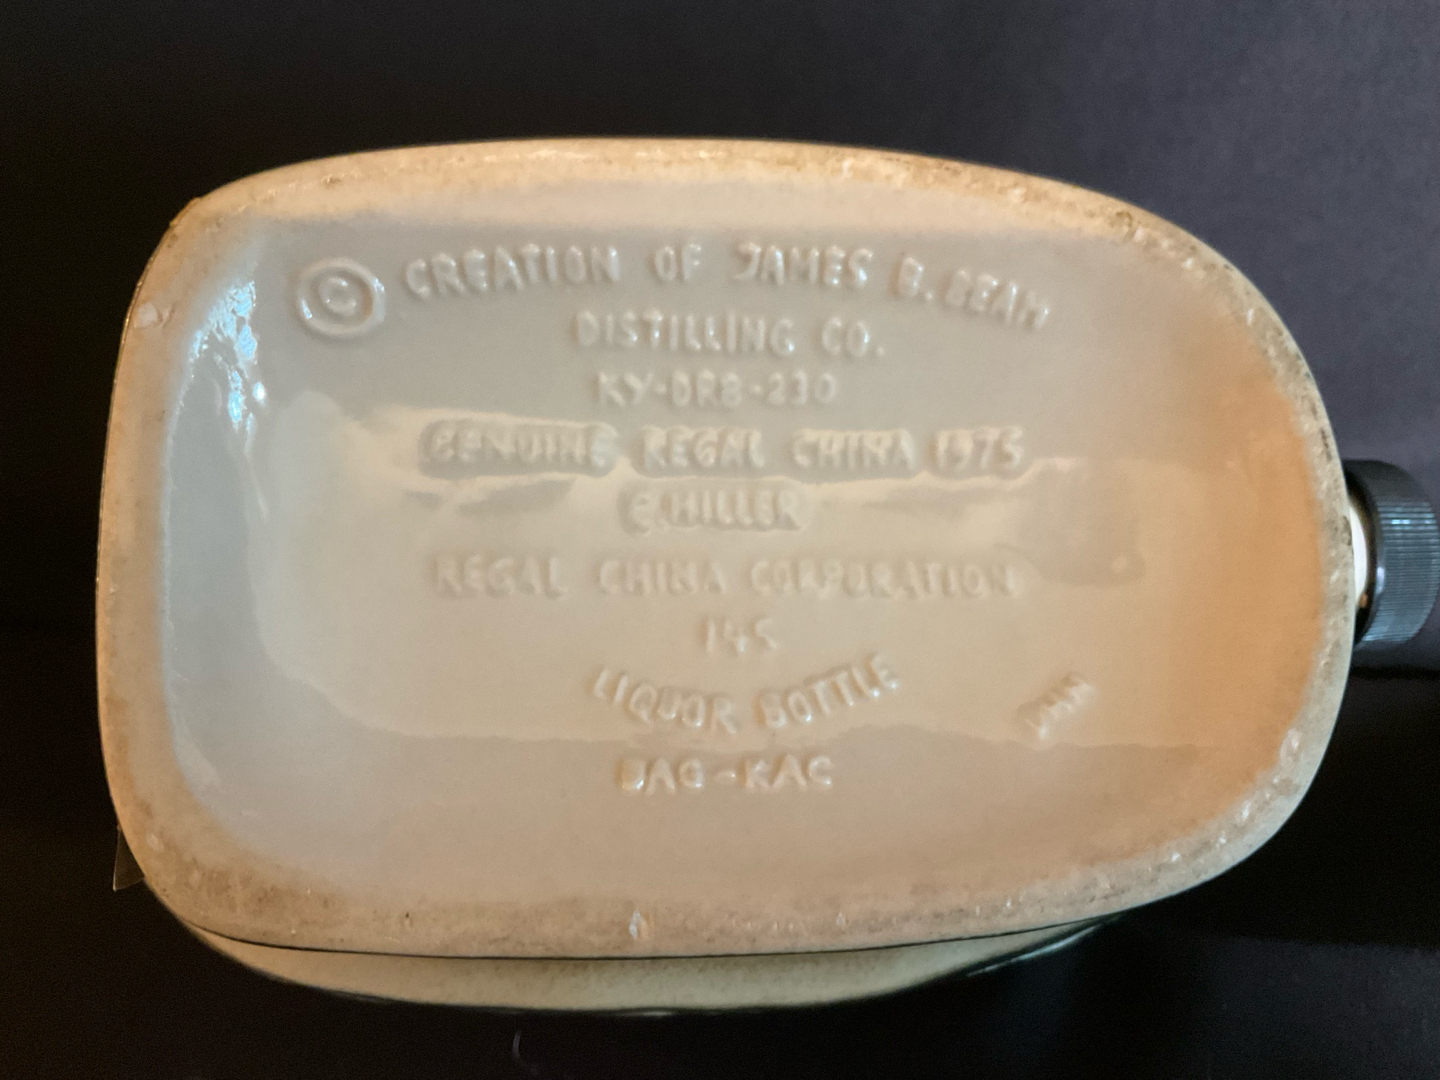 © CREATION OF JAMES B. BEAM
DISTILLING CO.
KY-DRB-230
GENUINE REGAL CHINA 1975
C. HILLER
REGAL CHINA CORPORATION
145
LIQUOR BOTTLE
BAG-KAC